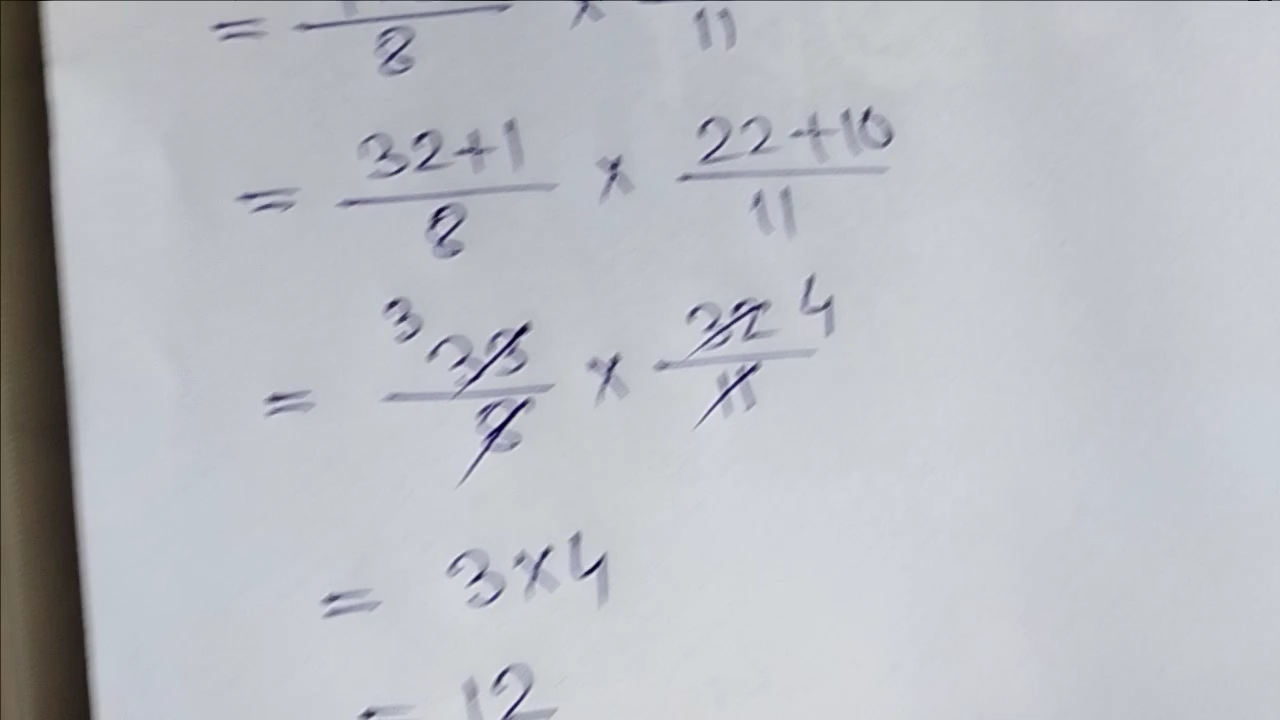 = / 8 × / 11
= 32+1 / 8 × 22+10 / 11
= 3 33 / 8 × 32 4 / 11
= 3×4
= 12